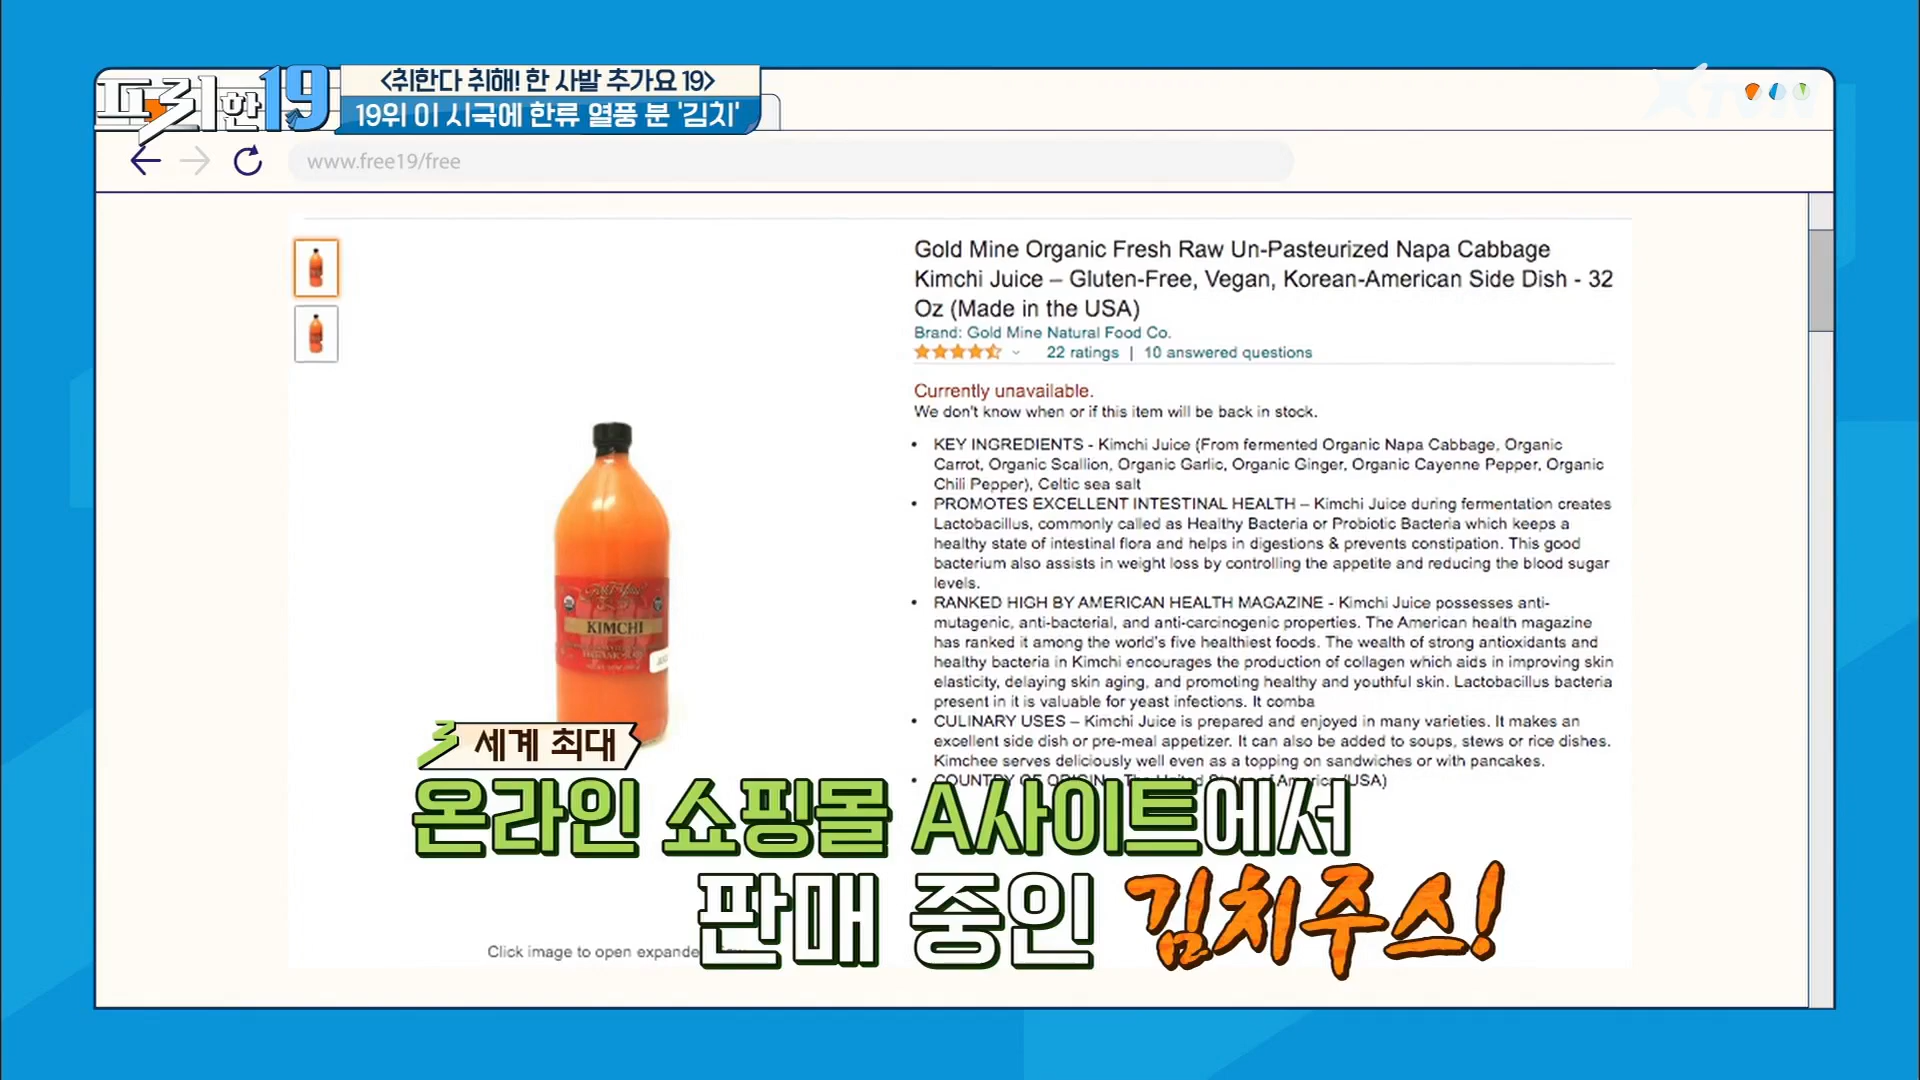 프리한19
<취한다 취해! 한 사발 추가요 19>
19위 이 시국에 한류 열풍 분 '김치'
XTVN
www.free19/free
Gold Mine Organic Fresh Raw Un-Pasteurized Napa Cabbage
Kimchi Juice – Gluten-Free, Vegan, Korean-American Side Dish - 32
Oz (Made in the USA)
Brand: Gold Mine Natural Food Co.
22 ratings | 10 answered questions
Currently unavailable.
We don't know when or if this item will be back in stock.
• KEY INGREDIENTS - Kimchi Juice (From fermented Organic Napa Cabbage, Organic
Carrot, Organic Scallion, Organic Garlic, Organic Ginger, Organic Cayenne Pepper, Organic
Chili Pepper), Celtic sea salt
• PROMOTES EXCELLENT INTESTINAL HEALTH – Kimchi Juice during fermentation creates
Lactobacillus, commonly called as Healthy Bacteria or Probiotic Bacteria which keeps a
healthy state of intestinal flora and helps in digestions & prevents constipation. This good
bacterium also assists in weight loss by controlling the appetite and reducing the blood sugar
levels.
• RANKED HIGH BY AMERICAN HEALTH MAGAZINE - Kimchi Juice possesses anti-
mutagenic, anti-bacterial, and anti-carcinogenic properties. The American health magazine
has ranked it among the world's five healthiest foods. The wealth of strong antioxidants and
healthy bacteria in Kimchi encourages the production of collagen which aids in improving skin
elasticity, delaying skin aging, and promoting healthy and youthful skin. Lactobacillus bacteria
present in it is valuable for yeast infections. It comba
• CULINARY USES – Kimchi Juice is prepared and enjoyed in many varieties. It makes an
excellent side dish or pre-meal appetizer. It can also be added to soups, stews or rice dishes.
Kimchee serves deliciously well even as a topping on sandwiches or with pancakes.
• COUNTRY OF ORIGIN - The United States of America (USA)
KIMCHI
세계 최대
온라인 쇼핑몰 A사이트에서
판매 중인 김치주스!
Click image to open expande